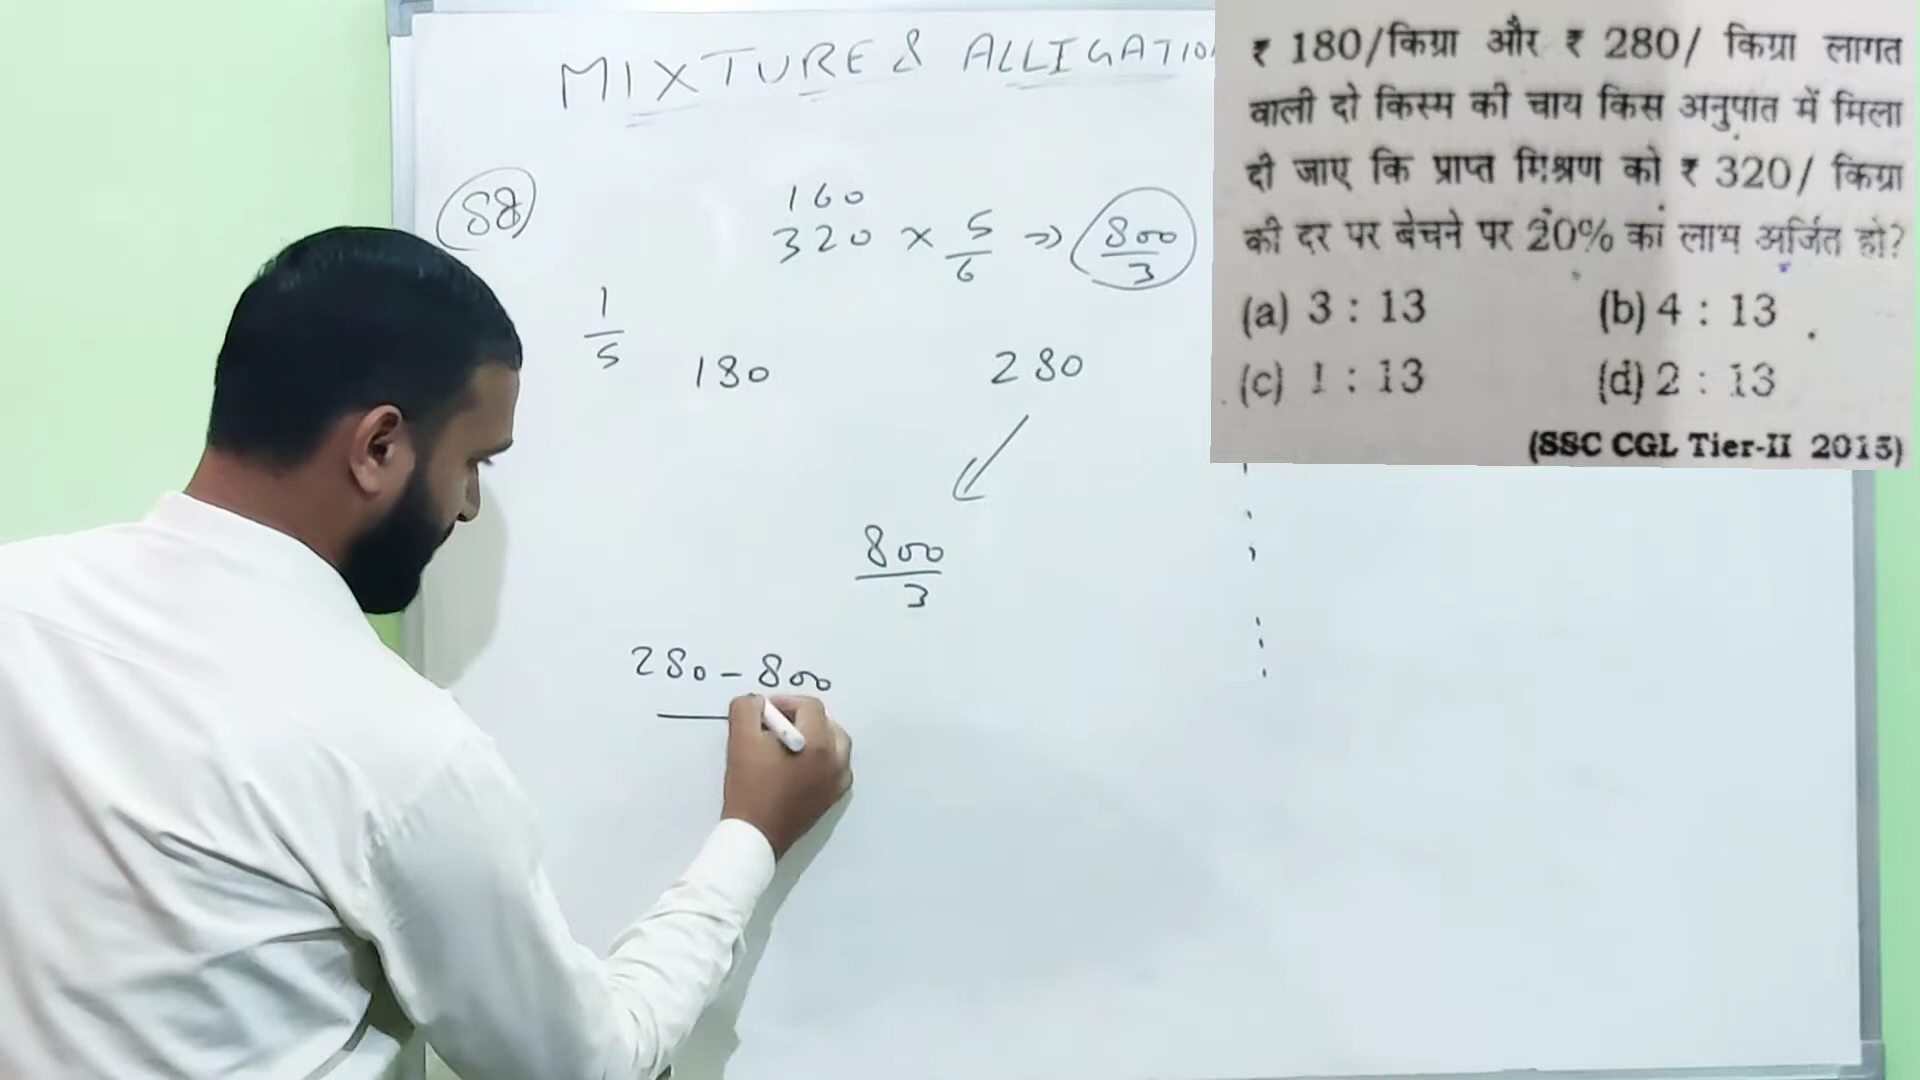 MIXTURE & ALLIGATIO
58
160
320 × 5/6 ⇒ 800/3
1/5
180 280
800/3
280 - 800
₹ 180/किग्रा और ₹ 280/ किग्रा लागत
वाली दो किस्म की चाय किस अनुपात में मिला
दी जाए कि प्राप्त मिश्रण को ₹ 320/ किग्रा
की दर पर बेचने पर 20% का लाभ अर्जित हो?
(a) 3 : 13 (b) 4 : 13
(c) 1 : 13 (d) 2 : 13
(SSC CGL Tier-II 2015)